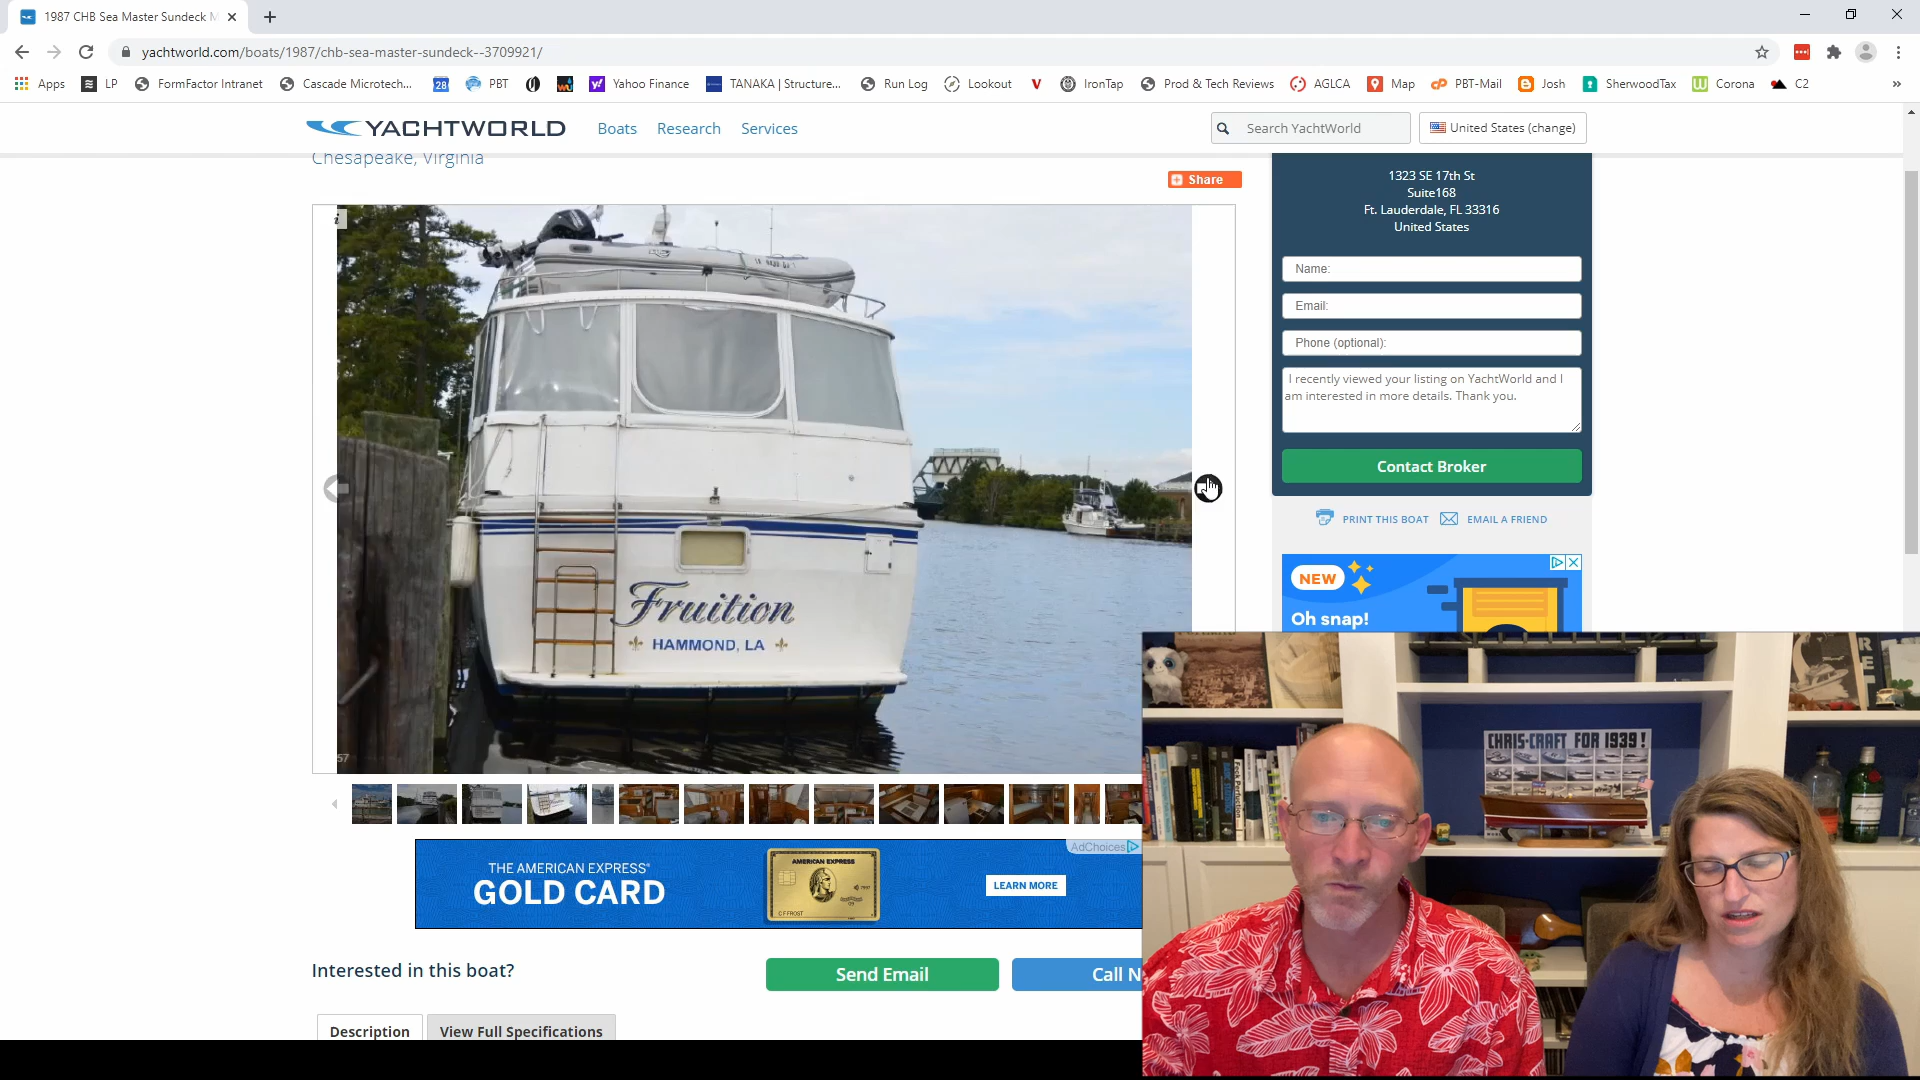 1987 CHB Sea Master Sundeck M
yachtworld.com/boats/1987/chb-sea-master-sundeck--3709921/
Apps LP FormFactor Intranet Cascade Microtech... 28 PBT Yahoo Finance TANAKA | Structure... Run Log Lookout V IronTap Prod & Tech Reviews AGLCA Map PBT-Mail Josh SherwoodTax Corona C2 »
YACHTWORLD Boats Research Services Search YachtWorld United States (change)
Chesapeake, Virginia
Share
1323 SE 17th St
Suite168
Ft. Lauderdale, FL 33316
United States
Name:
Email:
Phone (optional):
I recently viewed your listing on YachtWorld and I
am interested in more details. Thank you.
Contact Broker
PRINT THIS BOAT EMAIL A FRIEND
NEW
Oh snap!
Fruition
HAMMOND, LA
THE AMERICAN EXPRESS®
GOLD CARD
AMERICAN EXPRESS
C F FROST
LEARN MORE
AdChoices
Interested in this boat?
Send Email
Call N
Description View Full Specifications
CHRIS-CRAFT FOR 1939!